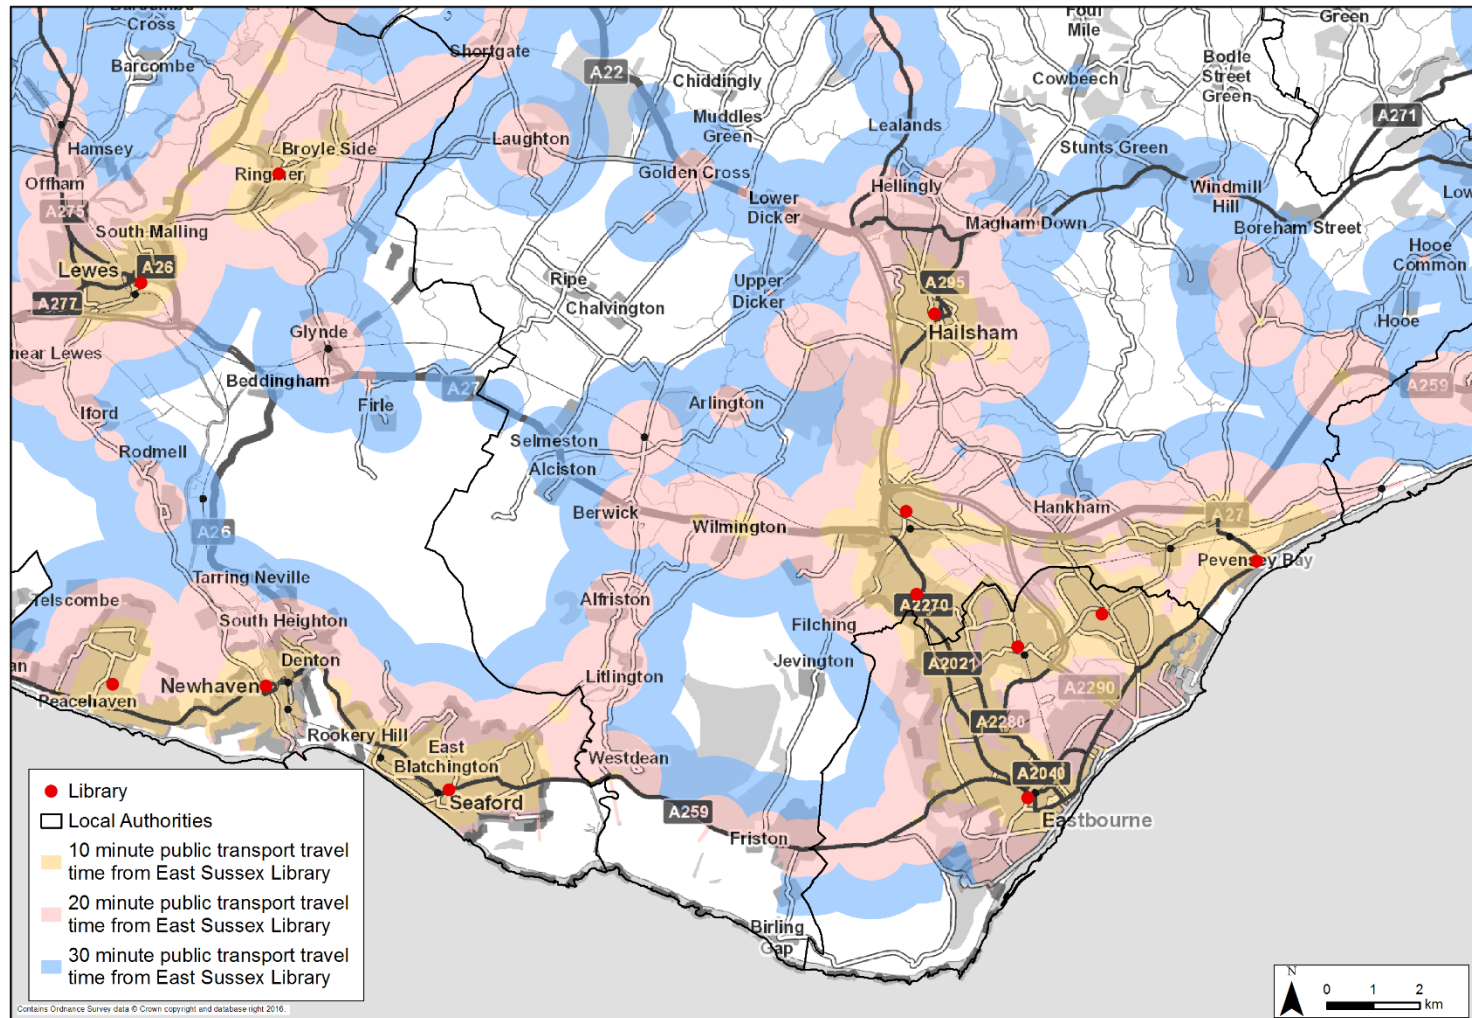 Barcombe
Cross
Barcombe
Shortgate
A22
Chiddingly
Muddles
Green
Foul
Mile
Green
Cowbeech
Bodle
Street
Green
A271
Hamsey
Broyle Side
Laughton
Lealands
Stunts Green
Offham
Ringmer
Golden Cross
Hellingly
Windmill
Hill
Low
A275
Lower
Dicker
Magham Down
Boreham Street
South Malling
Hooe
Common
Lewes
A26
Ripe
Upper
Dicker
A295
A277
Chalvington
Hooe
near Lewes
Glynde
Hailsham
Beddingham
A27
A259
Iford
Firle
Arlington
Selmeston
Rodmell
Alciston
Berwick
Wilmington
Hankham
A27
A26
Pevensey Bay
Tarring Neville
Telscombe
Alfriston
A2270
South Heighton
Filching
Denton
Jevington
A2021
an
Newhaven
Litlington
A2290
Peacehaven
A2280
Rookery Hill
East
Blatchington
Westdean
A2040
Seaford
A259
Eastbourne
Friston
Birling
Gap
Library
Local Authorities
10 minute public transport travel
time from East Sussex Library
20 minute public transport travel
time from East Sussex Library
30 minute public transport travel
time from East Sussex Library
Contains Ordnance Survey data © Crown copyright and database right 2016.
N
0 1 2
km